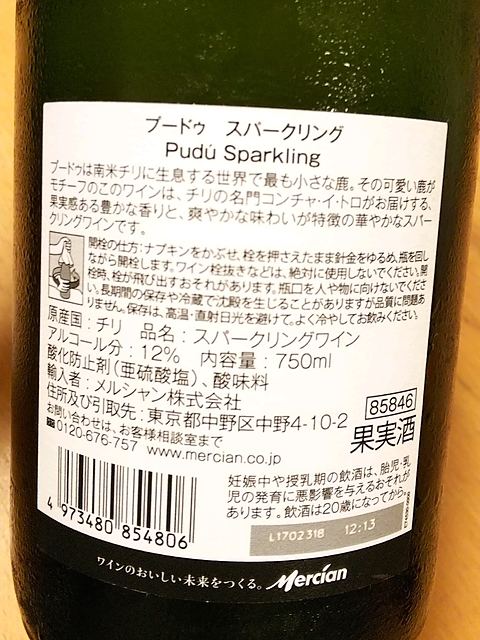 プードゥ スパークリング
Pudú Sparkling
プードゥは南米チリに生息する世界で最も小さな鹿。その可愛い鹿が
モチーフのこのワインは、チリの名門コンチャ・イ・トロがお届けする、
果実感ある豊かな香りと、爽やかな味わいが特徴の華やかなスパー
クリングワインです。
開栓の仕方：ナプキンをかぶせ、栓を押さえたまま針金をゆるめ、瓶を回し
ながら開栓します。ワイン栓抜きなどは、絶対に使用しないでください。開
栓時、栓が飛び出すおそれがあります。瓶口を人や物に向けないでくださ
い。長期間の保存や冷蔵で沈殿を生じることがありますが品質に問題あ
りません。保存は、高温・直射日光を避けて。よく冷やしてお飲みください。
原産国：チリ 品名：スパークリングワイン
アルコール分：12% 内容量：750ml
酸化防止剤（亜硫酸塩）、酸味料
輸入者：メルシャン株式会社
住所及び引取先：東京都中野区中野4-10-2
お問い合わせは、お客様相談室まで
0120-676-757 www.mercian.co.jp
85846
果実酒
妊娠中や授乳期の飲酒は、胎児・乳
児の発育に悪影響を与えるおそれが
あります。飲酒は20歳になってから。
4 973480 854806
L1702318 12:13
ワインのおいしい未来をつくる。 Mercian